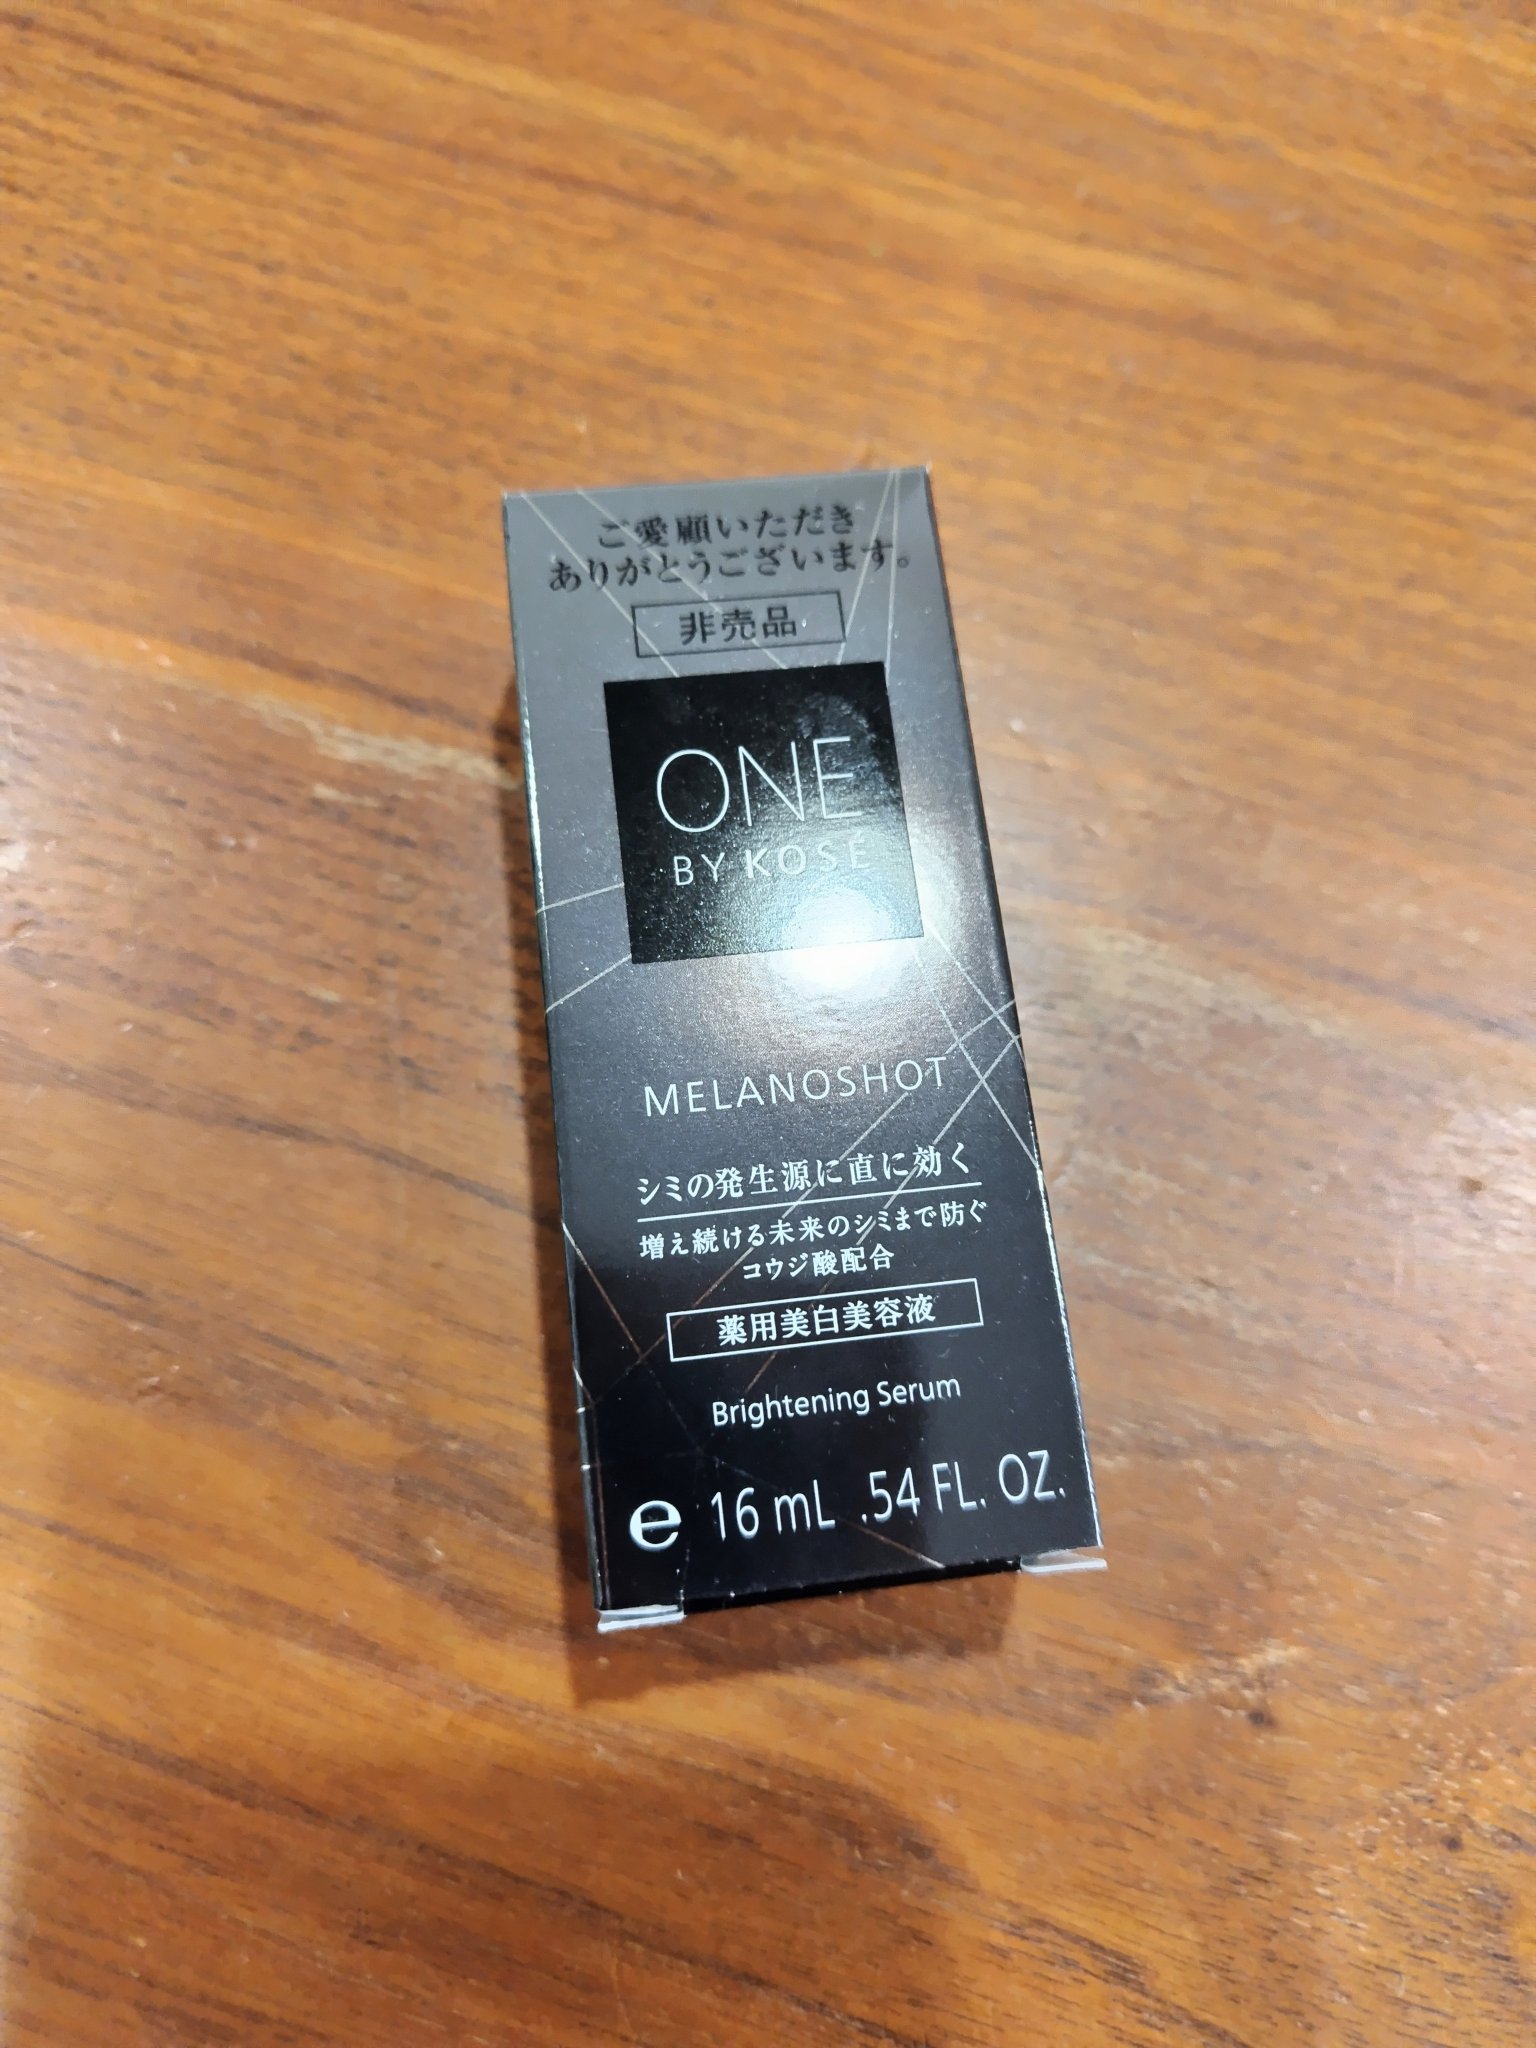 ご愛顧いただき
ありがとうございます。
非売品
ONE
BY KOSÉ
MELANOSHOT
シミの発生源に直に効く
増え続ける未来のシミまで防ぐ
コウジ酸配合
薬用美白美容液
Brightening Serum
℮ 16 mL .54 FL. OZ.